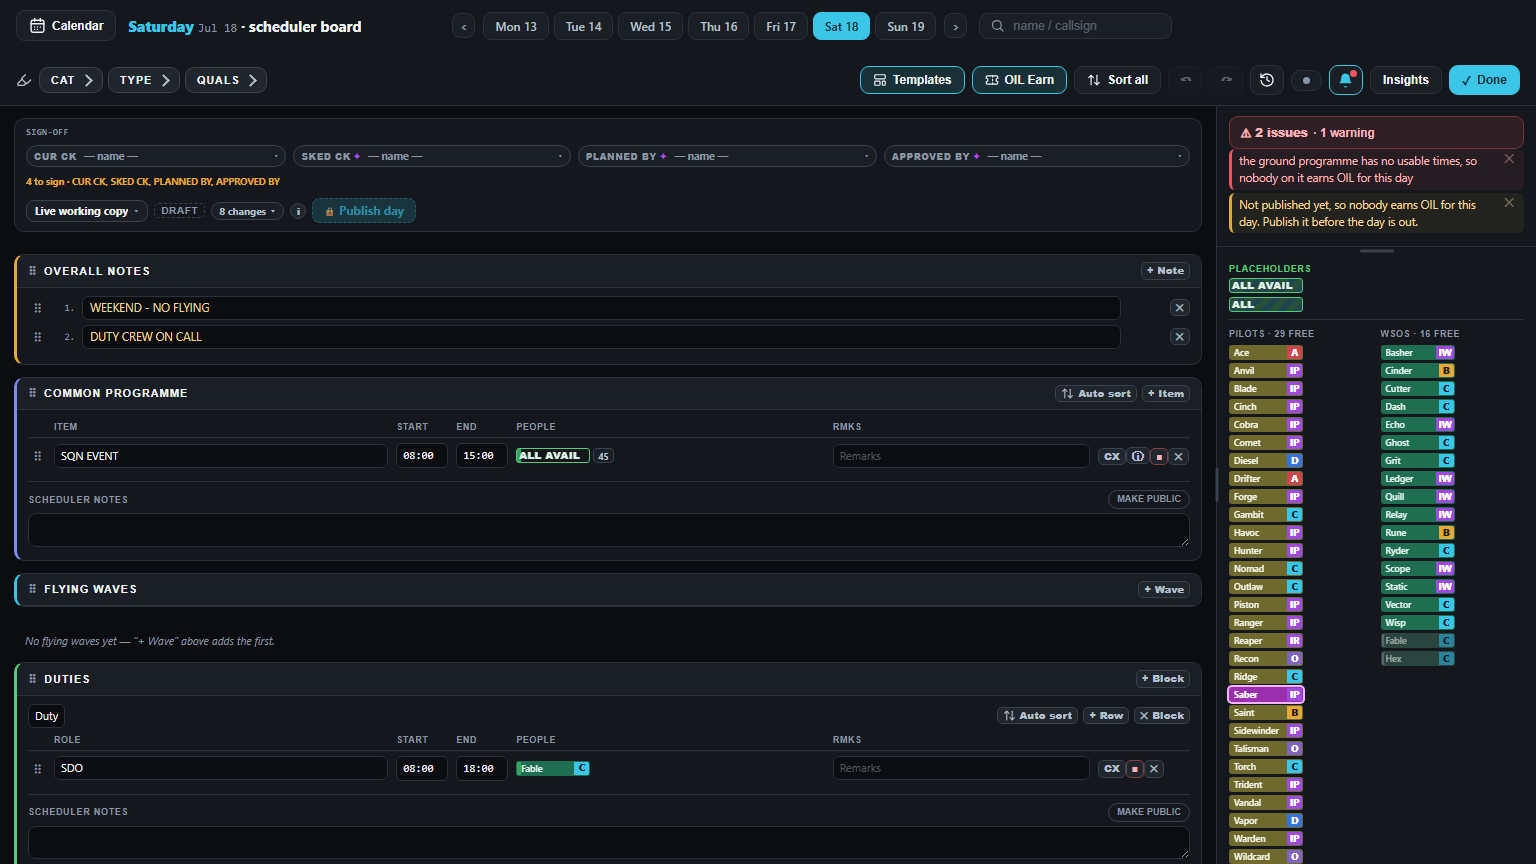 Calendar
Saturday Jul 18 · scheduler board
‹ Mon 13 Tue 14 Wed 15 Thu 16 Fri 17 Sat 18 Sun 19 ›
name / callsign
CAT TYPE QUALS
Templates OIL Earn Sort all Insights ✓ Done
SIGN-OFF
CUR CK — name —
SKED CK ✦ — name —
PLANNED BY ✦ — name —
APPROVED BY ✦ — name —
4 to sign · CUR CK, SKED CK, PLANNED BY, APPROVED BY
Live working copy DRAFT 8 changes i Publish day
OVERALL NOTES
+ Note
1. WEEKEND - NO FLYING
2. DUTY CREW ON CALL
COMMON PROGRAMME
Auto sort + Item
ITEM START END PEOPLE RMKS
SQN EVENT 08:00 15:00 ALL AVAIL 45 Remarks CX
SCHEDULER NOTES
MAKE PUBLIC
FLYING WAVES
+ Wave
No flying waves yet — "+ Wave" above adds the first.
DUTIES
+ Block
Duty
Auto sort + Row ✕ Block
ROLE START END PEOPLE RMKS
SDO 08:00 18:00 Fable C Remarks CX
SCHEDULER NOTES
MAKE PUBLIC
⚠ 2 issues · 1 warning
the ground programme has no usable times, so
nobody on it earns OIL for this day
Not published yet, so nobody earns OIL for this
day. Publish it before the day is out.
PLACEHOLDERS
ALL AVAIL
ALL
PILOTS · 29 FREE
Ace A
Anvil IP
Blade IP
Cinch IP
Cobra IP
Comet IP
Diesel D
Drifter A
Forge IP
Gambit C
Havoc IP
Hunter IP
Nomad C
Outlaw C
Piston IP
Ranger IP
Reaper IR
Recon O
Ridge C
Saber IP
Saint B
Sidewinder IP
Talisman O
Torch C
Trident IP
Vandal IP
Vapor D
Warden IP
Wildcard O
WSOS · 16 FREE
Basher IW
Cinder B
Cutter C
Dash C
Echo IW
Ghost C
Grit C
Ledger IW
Quill IW
Relay IW
Rune B
Ryder C
Scope IW
Static IW
Vector C
Wisp C
Fable C
Hex C